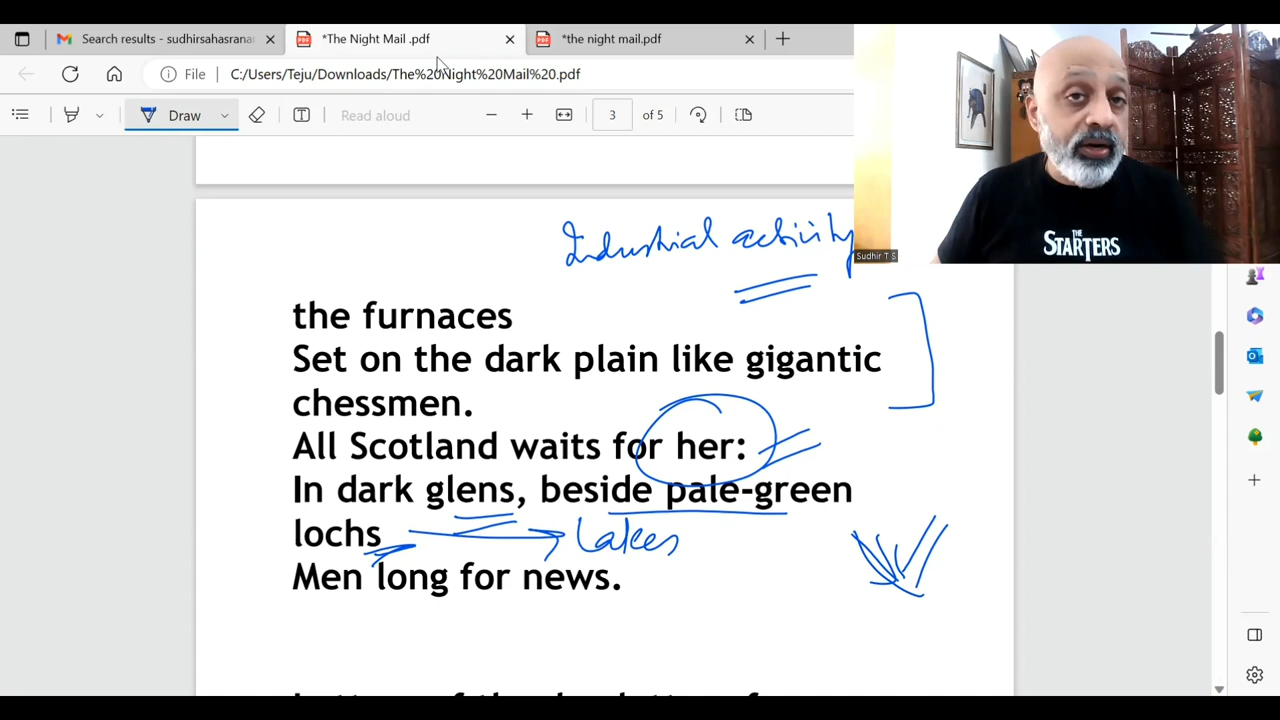 Search results - sudhirsahasrana
*The Night Mail .pdf
*the night mail.pdf
File
C:/Users/Teju/Downloads/The%20Night%20Mail%20.pdf
Draw
Read aloud
3
of 5
Industrial activity
THE
STARTERS
Sudhir T S
the furnaces
Set on the dark plain like gigantic
chessmen.
All Scotland waits for her:
In dark glens, beside pale-green
lochs
Lakes
Men long for news.